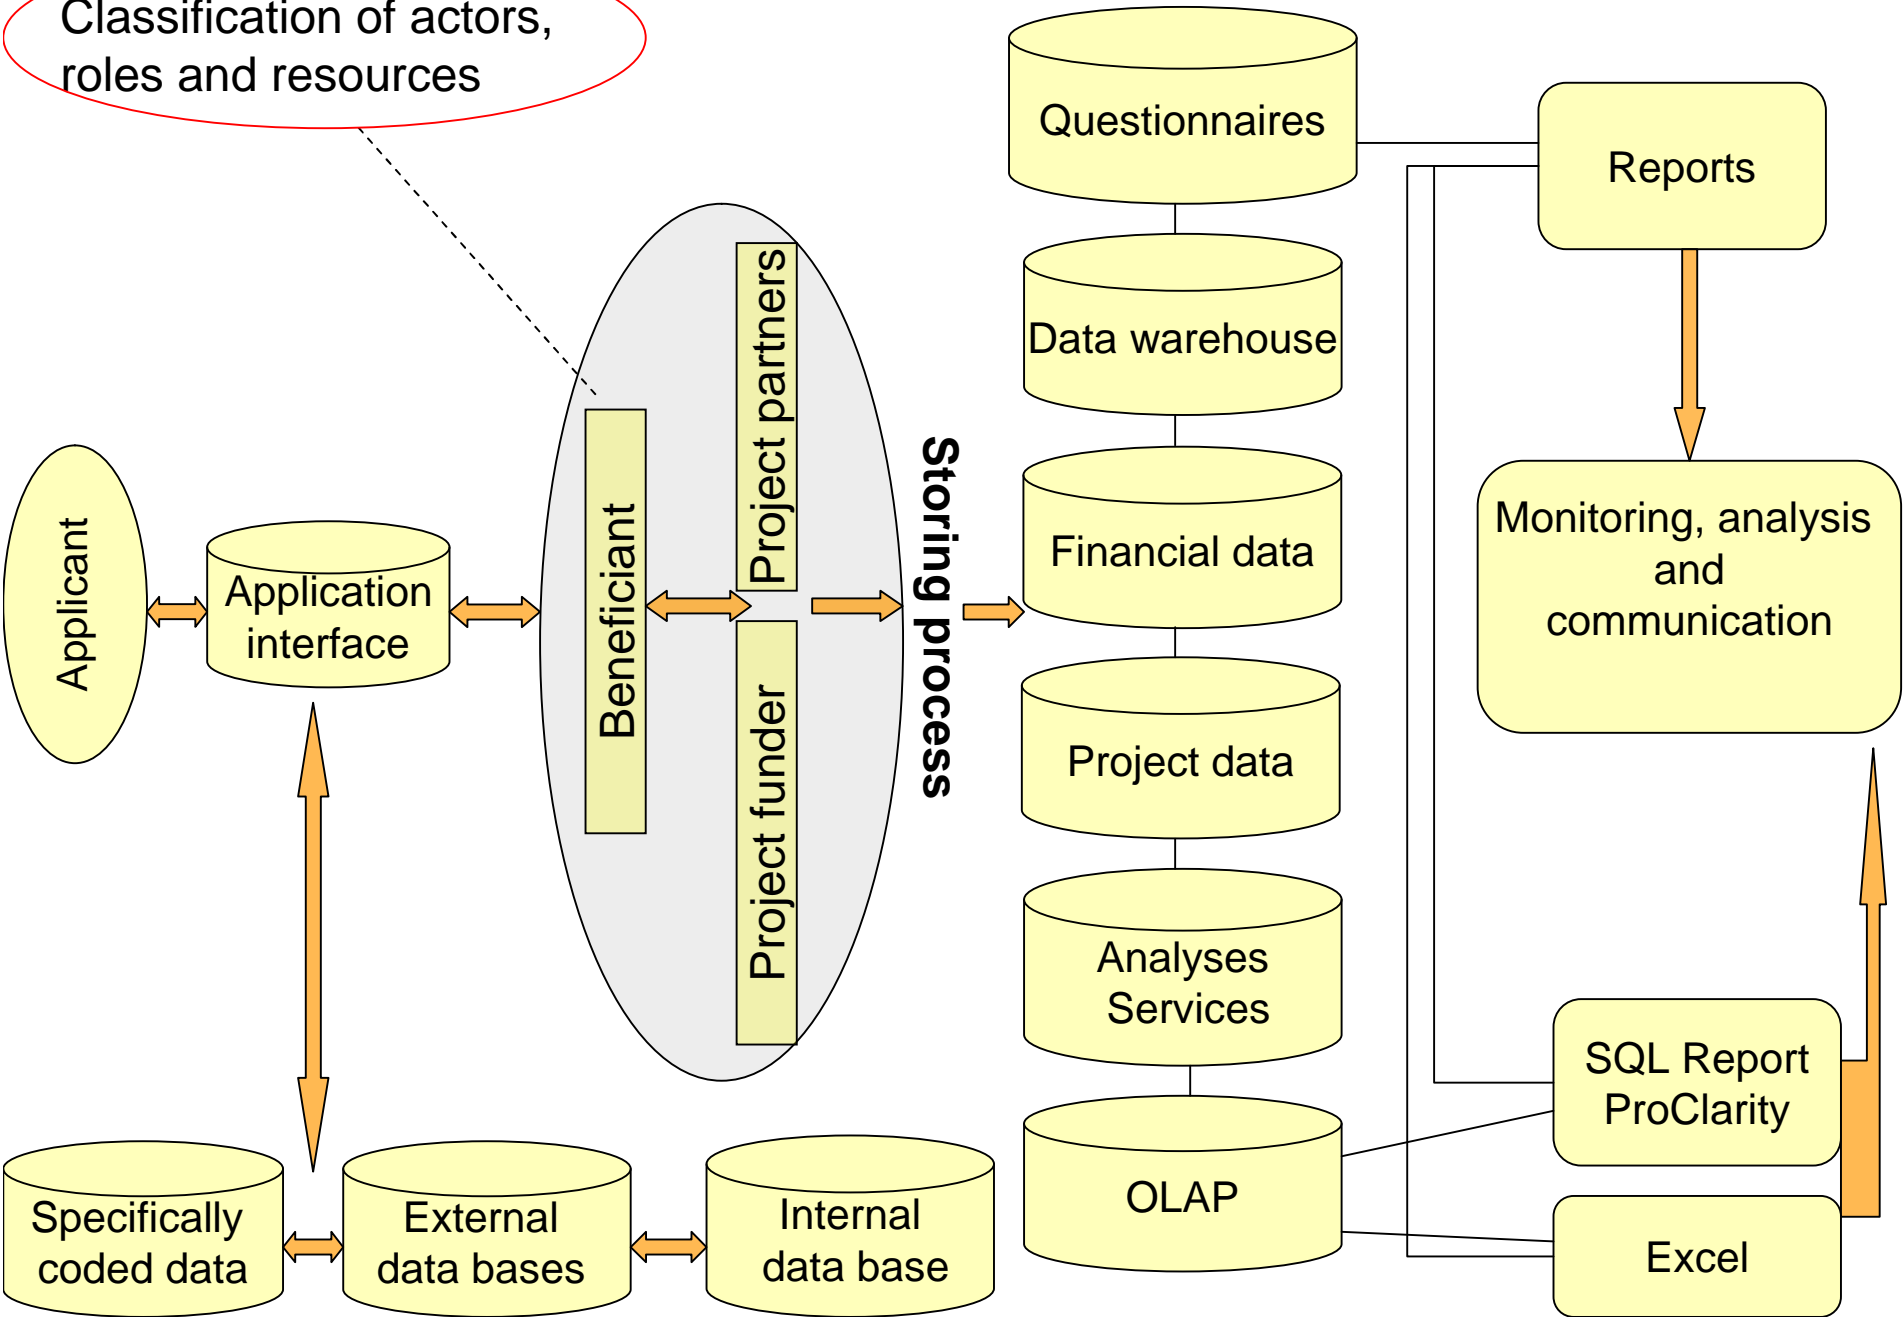 Classification of actors,
roles and resources
Questionnaires
Reports
Data warehouse
Project partners
Storing process
Financial data
Monitoring, analysis
and
communication
Applicant
Application
interface
Beneficiant
Project funder
Project data
Analyses
Services
SQL Report
ProClarity
OLAP
Excel
Specifically
coded data
External
data bases
Internal
data base